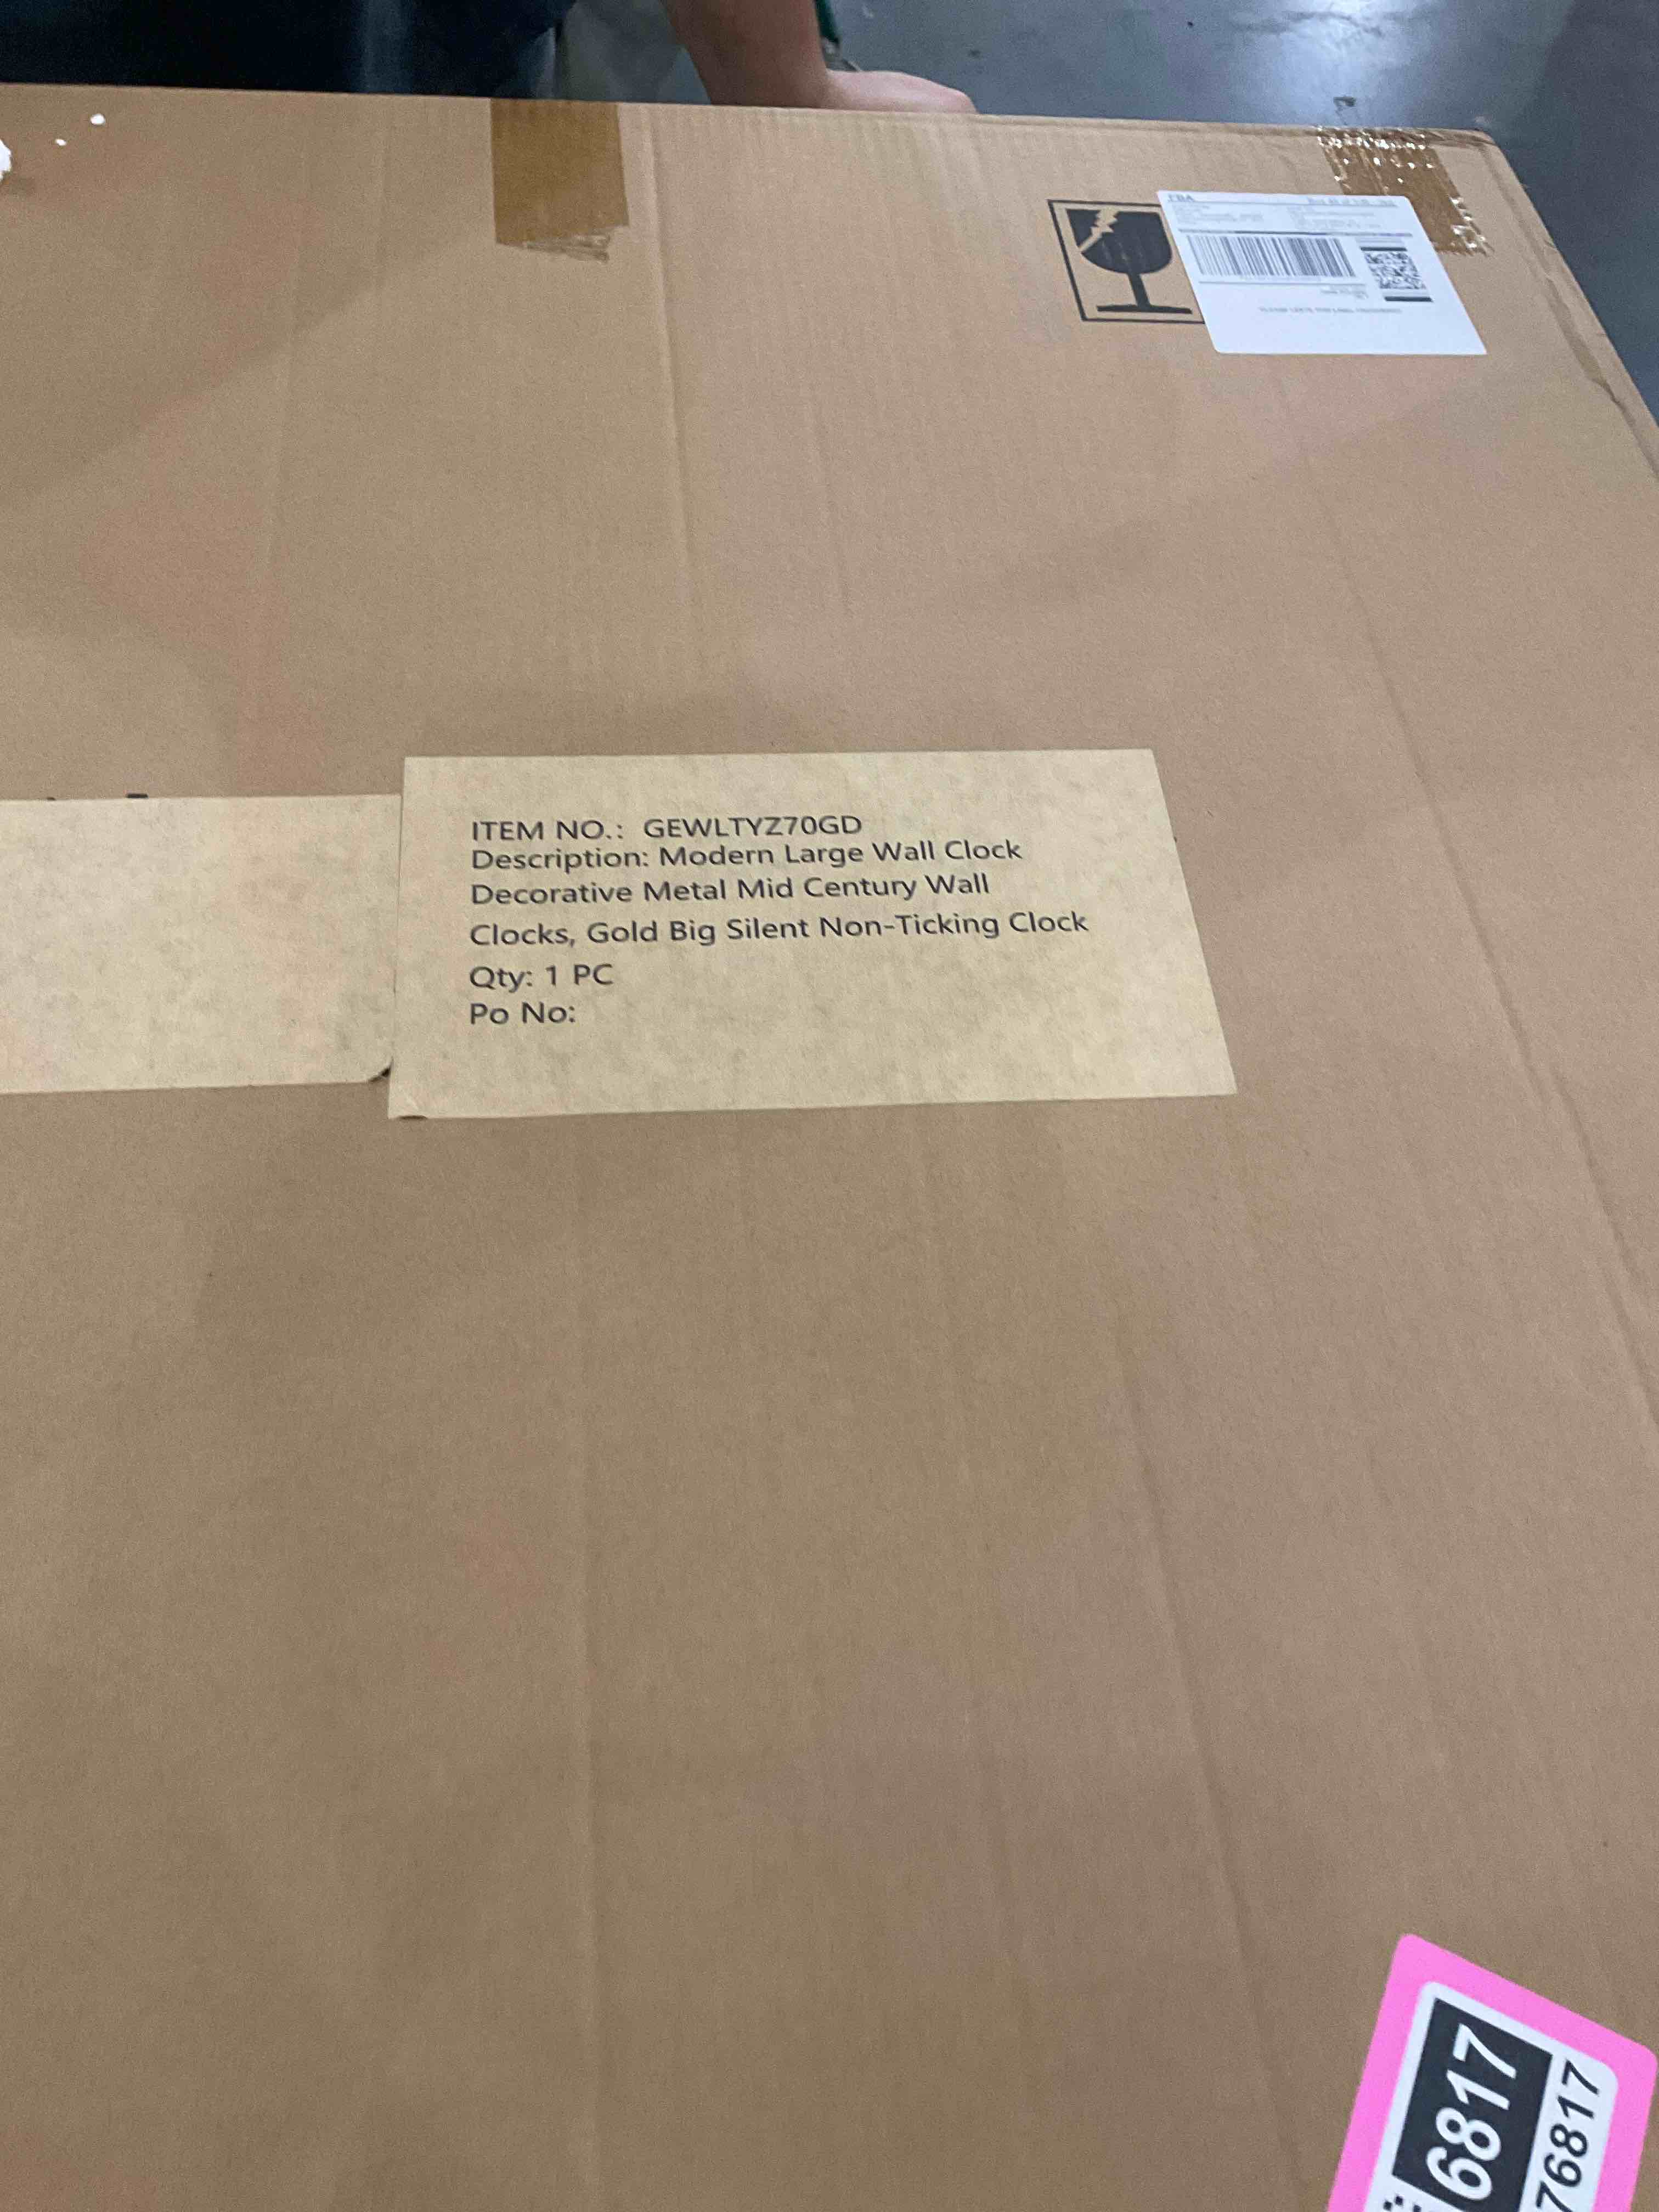 FBA
ITEM NO.: GEWLTYZ70GD
Description: Modern Large Wall Clock
Decorative Metal Mid Century Wall
Clocks, Gold Big Silent Non-Ticking Clock
Qty: 1 PC
Po No:
6817
76817